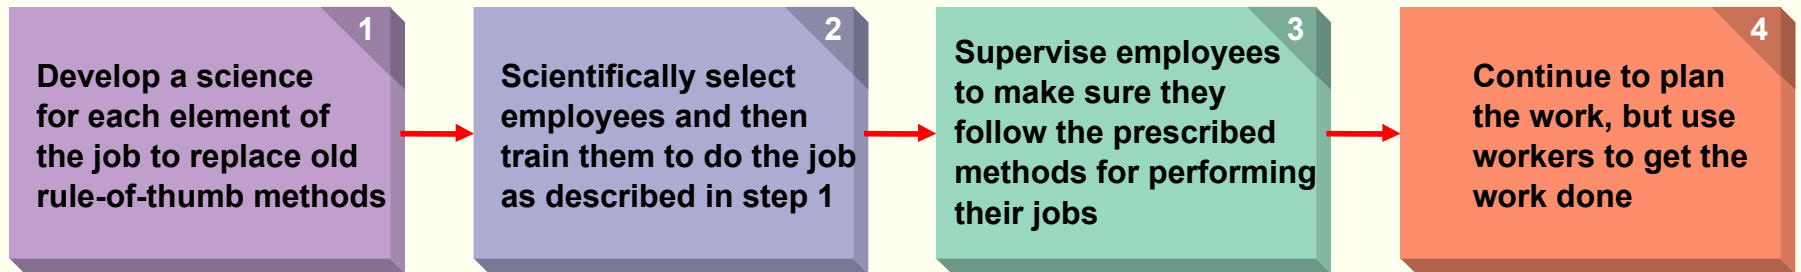 1
Develop a science
for each element of
the job to replace old
rule-of-thumb methods
2
Scientifically select
employees and then
train them to do the job
as described in step 1
3
Supervise employees
to make sure they
follow the prescribed
methods for performing
their jobs
4
Continue to plan
the work, but use
workers to get the
work done